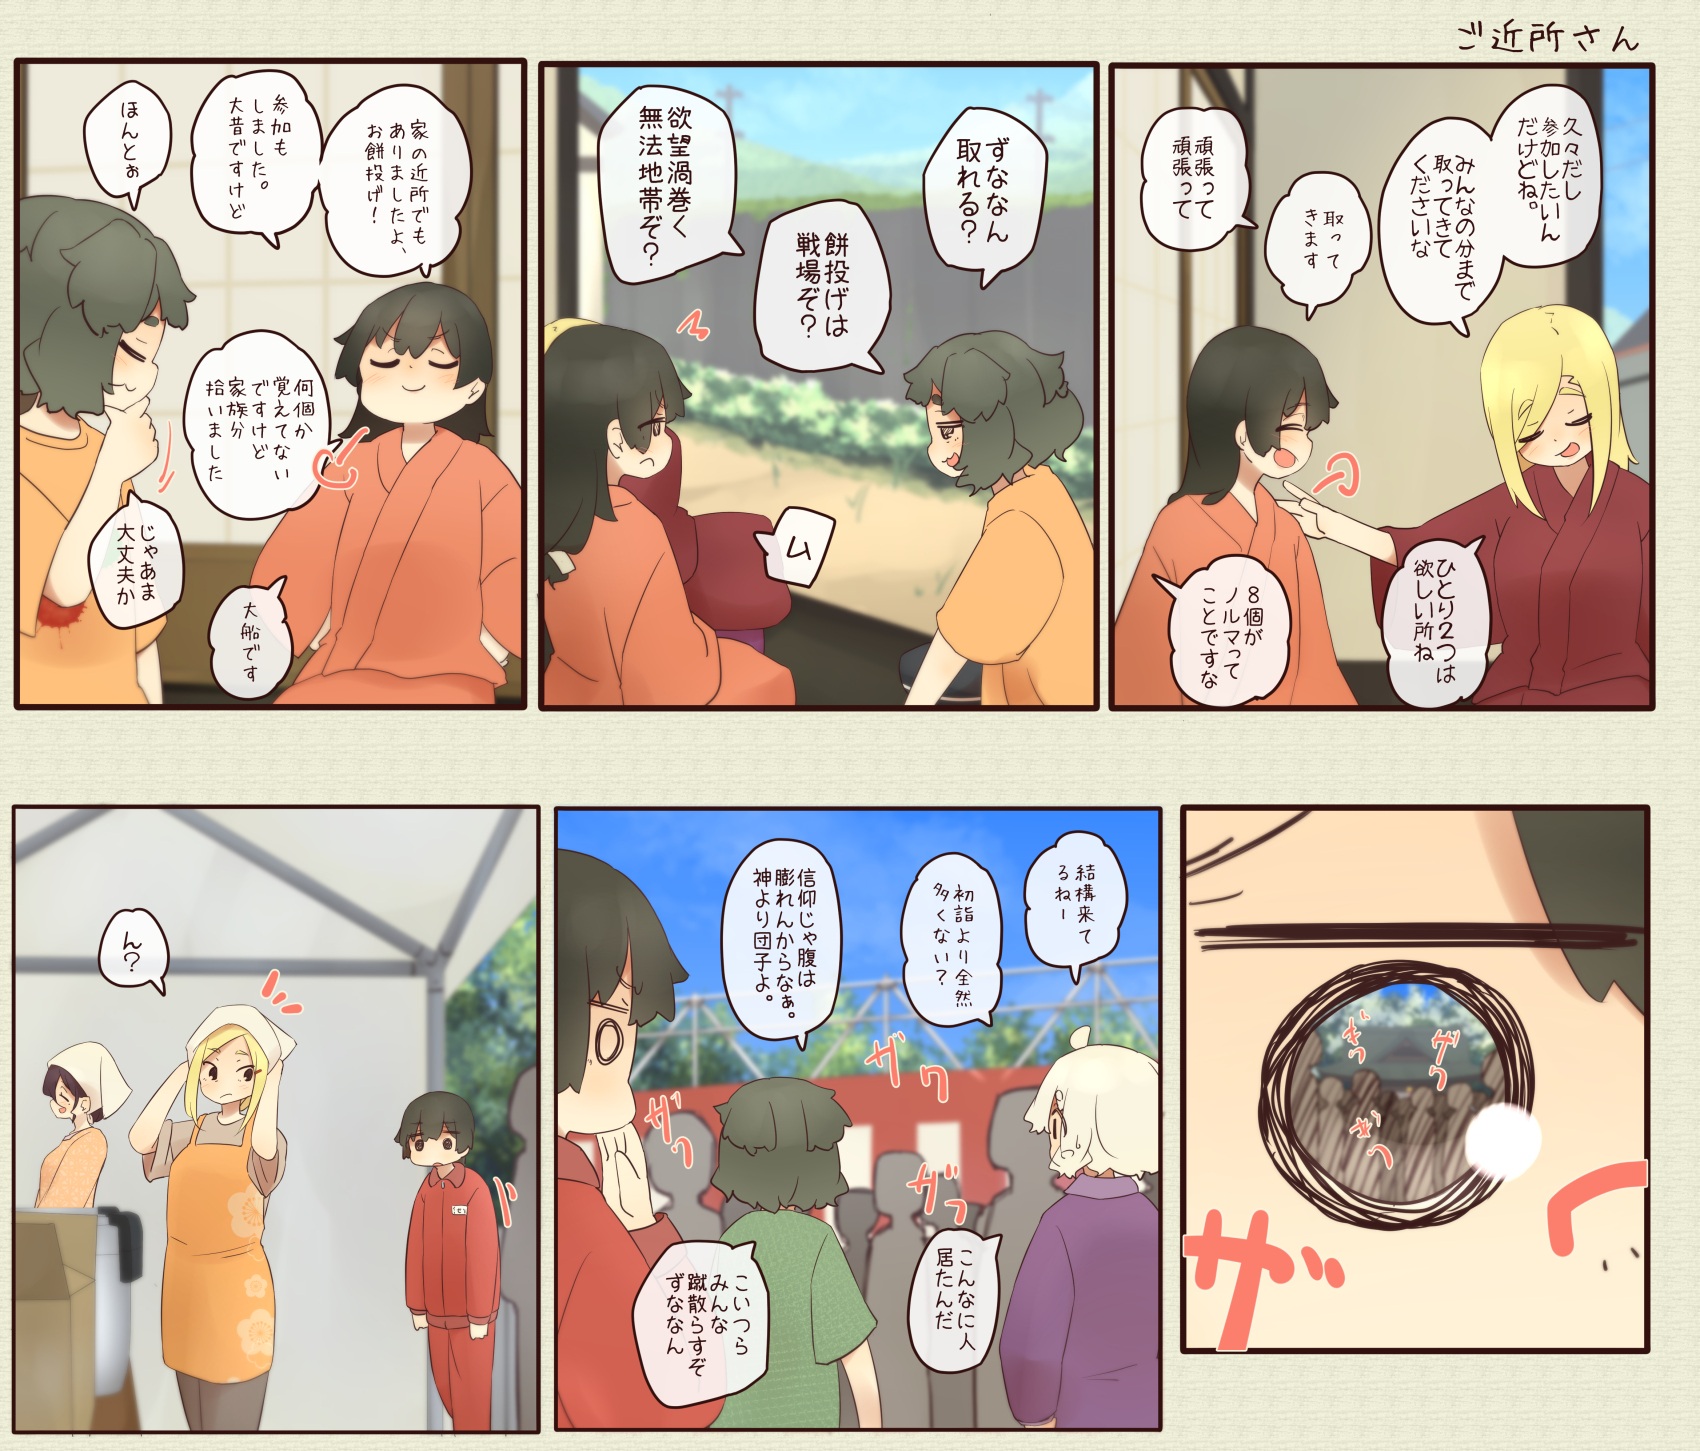 ご近所さん
久々だし
参加したいん
だけどね。
みんなの分まで
取ってきて
くださいな
取って
きます
頑張って
頑張って
ひとり2つは
欲しい所ね
8個が
ノルマって
ことですな
ずななん
取れる?
餅投げは
戦場ぞ?
欲望渦巻く
無法地帯ぞ?
ム
家の近所でも
ありましたよ、
お餅投げ!
参加も
しました。
大昔ですけど
ほんとぉ
何個か
覚えてない
ですけど
家族分
拾いました
じゃあま
大丈夫か
大船です
ザワ
ザワ
ザワ
ザッ
結構来て
るねー
初詣より全然
多くない?
信仰じゃ腹は
膨れんからなぁ。
神より団子よ。
ザワ
ザワ
ザワ
こんなに人
居たんだ
こいつら
みんな
蹴散らすぞ
ずななん
ん?